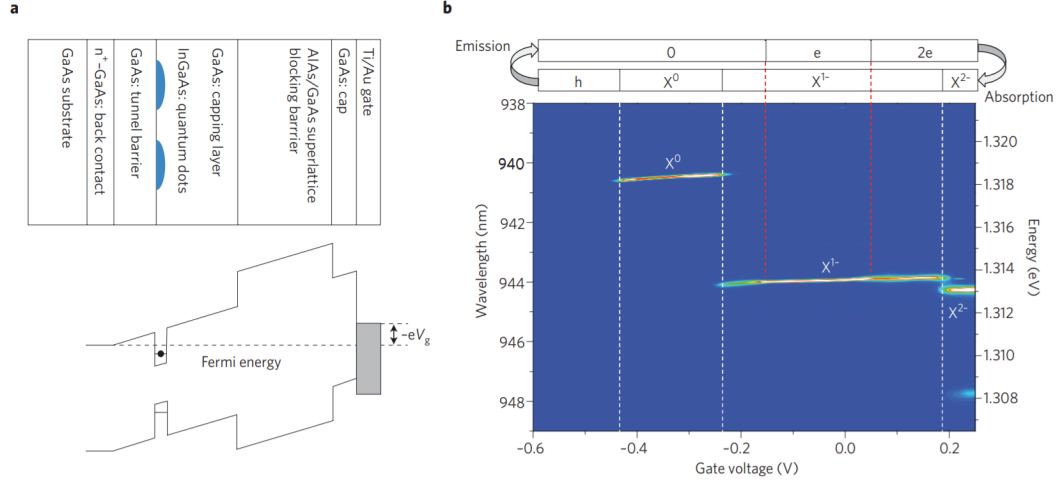 a
GaAs substrate
n⁺–GaAs: back contact
GaAs: tunnel barrier
InGaAs: quantum dots
GaAs: capping layer
AlAs/GaAs superlattice
blocking barrrier
GaAs: cap
Ti/Au gate
–eVg
Fermi energy
b
Emission
0
e
2e
h
X⁰
X¹⁻
X²⁻
Absorption
938
940
942
944
946
948
Wavelength (nm)
X⁰
X¹⁻
X²⁻
1.320
1.318
1.316
1.314
1.312
1.310
1.308
Energy (eV)
–0.6
–0.4
–0.2
0.0
0.2
Gate voltage (V)